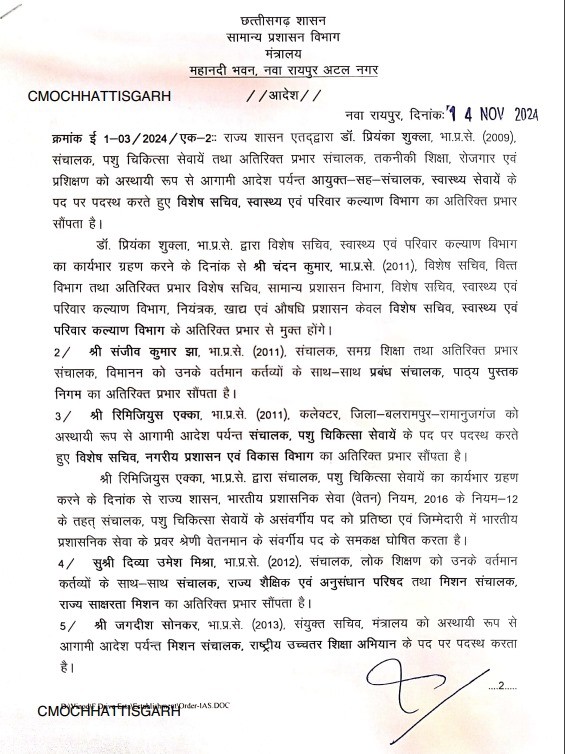 छत्तीसगढ़ शासन
सामान्य प्रशासन विभाग
मंत्रालय
महानदी भवन, नवा रायपुर अटल नगर
CMOCHHATTISGARH
//आदेश//
नवा रायपुर, दिनांक: 14 NOV 2024
क्रमांक ई 1-03/2024/एक-2:: राज्य शासन एतद्द्वारा डॉ. प्रियंका शुक्ला, भा.प्र.से. (2009),
संचालक, पशु चिकित्सा सेवायें तथा अतिरिक्त प्रभार संचालक, तकनीकी शिक्षा, रोजगार एवं
प्रशिक्षण को अस्थायी रूप से आगामी आदेश पर्यन्त आयुक्त-सह-संचालक, स्वास्थ्य सेवायें के
पद पर पदस्थ करते हुए विशेष सचिव, स्वास्थ्य एवं परिवार कल्याण विभाग का अतिरिक्त प्रभार
सौंपता है।
डॉ. प्रियंका शुक्ला, भा.प्र.से. द्वारा विशेष सचिव, स्वास्थ्य एवं परिवार कल्याण विभाग
का कार्यभार ग्रहण करने के दिनांक से श्री चंदन कुमार, भा.प्र.से. (2011), विशेष सचिव, वित्त
विभाग तथा अतिरिक्त प्रभार विशेष सचिव, सामान्य प्रशासन विभाग, विशेष सचिव, स्वास्थ्य एवं
परिवार कल्याण विभाग, नियंत्रक, खाद्य एवं औषधि प्रशासन केवल विशेष सचिव, स्वास्थ्य एवं
परिवार कल्याण विभाग के अतिरिक्त प्रभार से मुक्त होंगे।
2/ श्री संजीव कुमार झा, भा.प्र.से. (2011), संचालक, समग्र शिक्षा तथा अतिरिक्त प्रभार
संचालक, विमानन को उनके वर्तमान कर्तव्यों के साथ-साथ प्रबंध संचालक, पाठ्य पुस्तक
निगम का अतिरिक्त प्रभार सौंपता है।
3/ श्री रिमिजियुस एक्का, भा.प्र.से. (2011), कलेक्टर, जिला-बलरामपुर-रामानुजगंज को
अस्थायी रूप से आगामी आदेश पर्यन्त संचालक, पशु चिकित्सा सेवायें के पद पर पदस्थ करते
हुए विशेष सचिव, नगरीय प्रशासन एवं विकास विभाग का अतिरिक्त प्रभार सौंपता है।
श्री रिमिजियुस एक्का, भा.प्र.से. द्वारा संचालक, पशु चिकित्सा सेवायें का कार्यभार ग्रहण
करने के दिनांक से राज्य शासन, भारतीय प्रशासनिक सेवा (वेतन) नियम, 2016 के नियम-12
के तहत् संचालक, पशु चिकित्सा सेवायें के असंवर्गीय पद को प्रतिष्ठा एवं जिम्मेदारी में भारतीय
प्रशासनिक सेवा के प्रवर श्रेणी वेतनमान के संवर्गीय पद के समकक्ष घोषित करता है।
4/ सुश्री दिव्या उमेश मिश्रा, भा.प्र.से. (2012), संचालक, लोक शिक्षण को उनके वर्तमान
कर्तव्यों के साथ-साथ संचालक, राज्य शैक्षिक एवं अनुसंधान परिषद तथा मिशन संचालक,
राज्य साक्षरता मिशन का अतिरिक्त प्रभार सौंपता है।
5/ श्री जगदीश सोनकर, भा.प्र.से. (2013), संयुक्त सचिव, मंत्रालय को अस्थायी रूप से
आगामी आदेश पर्यन्त मिशन संचालक, राष्ट्रीय उच्चतर शिक्षा अभियान के पद पर पदस्थ करता
है।
....2.....
CMOCHHATTISGARH